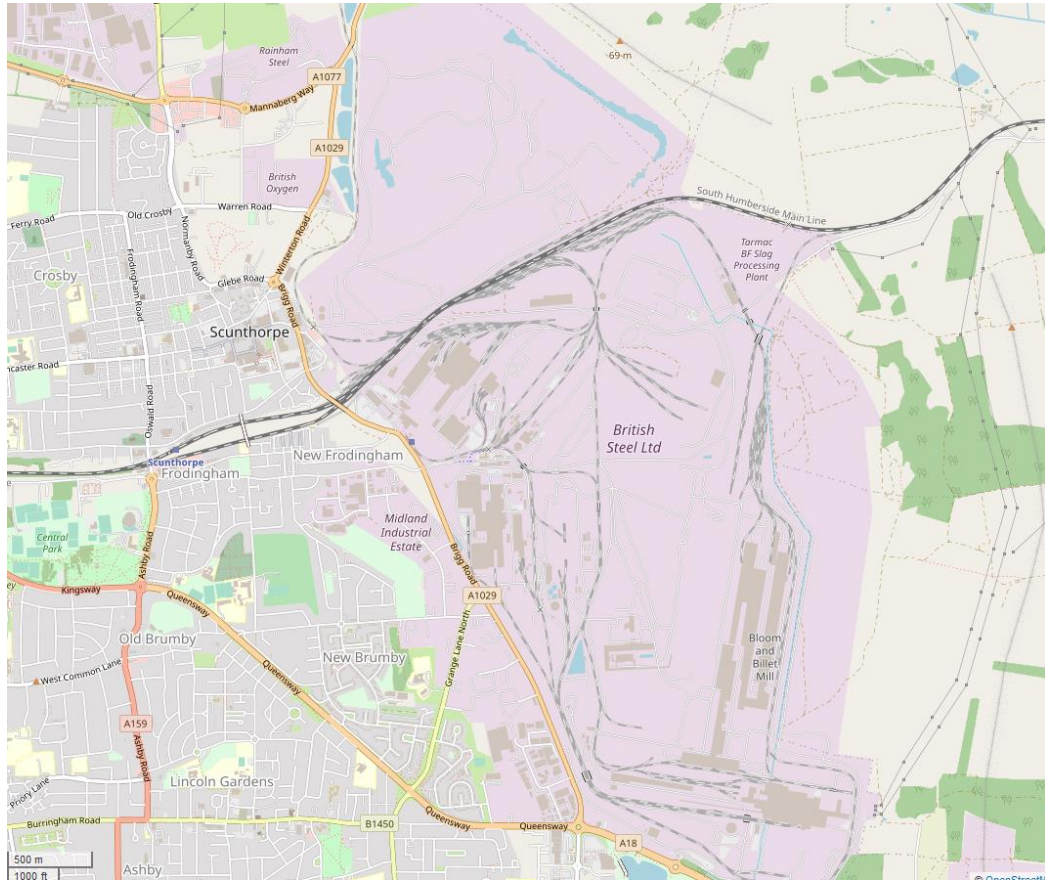 Rainham
Steel
A1077
Mannaberg Way
69 m
A1029
British
Oxygen
Warren Road
South Humberside Main Line
Old Crosby
Ferry Road
Normanby Road
Winterton Road
Frodingham Road
Tarmac
BF Slag
Processing
Plant
Crosby
Glebe Road
Brigg Road
Scunthorpe
ncaster Road
Oswald Road
British
Steel Ltd
New Frodingham
Scunthorpe
Frodingham
Midland
Industrial
Estate
Central
Park
Ashby Road
Brigg Road
Kingsway
Queensway
A1029
Old Brumby
Grange Lane North
Bloom
and
Billet
Mill
New Brumby
West Common Lane
Queensway
A159
Ashby Road
Lincoln Gardens
Priory Lane
Queensway
Burringham Road
B1450
Queensway
A18
500 m
Ashby
1000 ft
© OpenStreetM